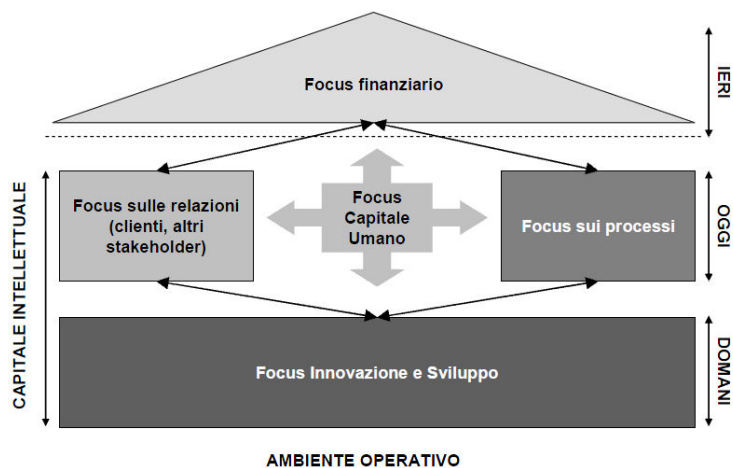 Focus finanziario
IERI
CAPITALE INTELLETTUALE
Focus sulle relazioni
(clienti, altri
stakeholder)
Focus
Capitale
Umano
Focus sui processi
OGGI
Focus Innovazione e Sviluppo
DOMANI
AMBIENTE OPERATIVO